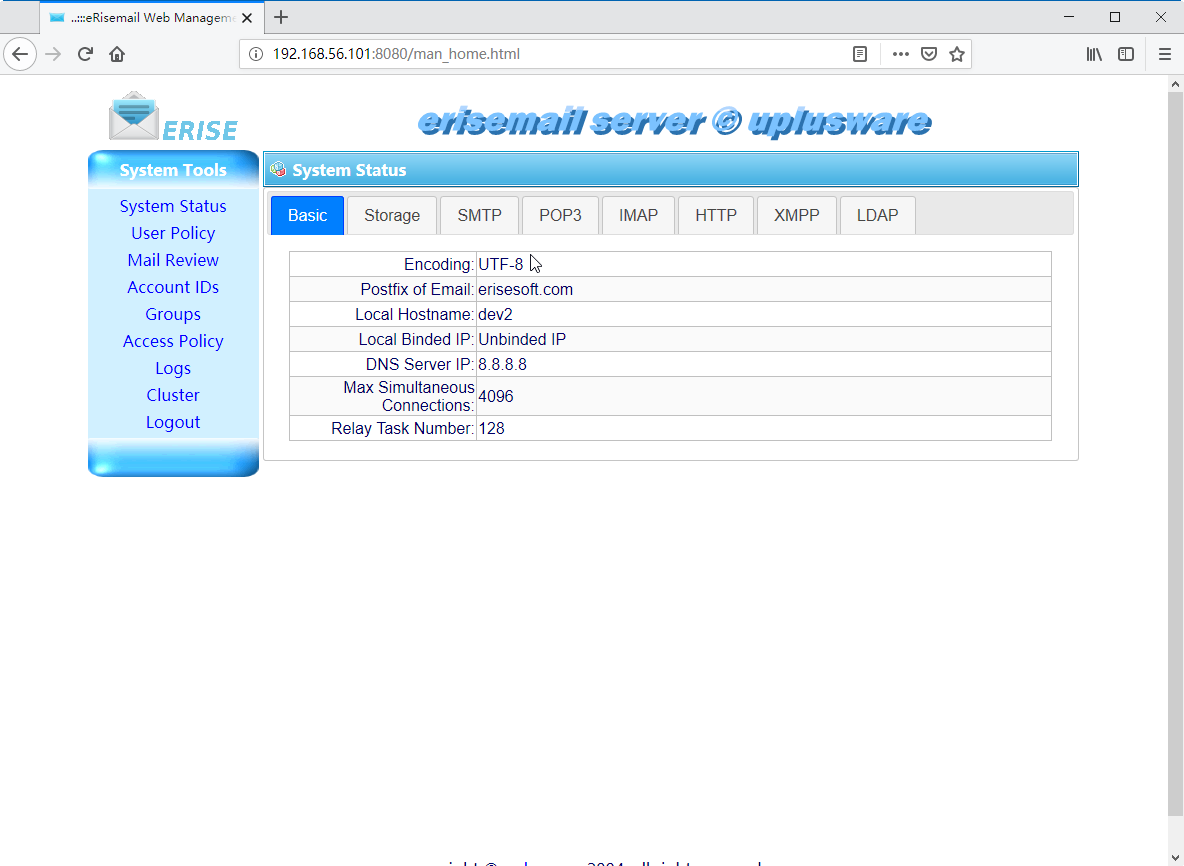 ..:::eRisemail Web Manageme
192.168.56.101:8080/man_home.html
ERISE
erisemail server © uplusware
System Tools
System Status
User Policy
Mail Review
Account IDs
Groups
Access Policy
Logs
Cluster
Logout
System Status
Basic Storage SMTP POP3 IMAP HTTP XMPP LDAP
Encoding: UTF-8
Postfix of Email: erisesoft.com
Local Hostname: dev2
Local Binded IP: Unbinded IP
DNS Server IP: 8.8.8.8
Max Simultaneous
Connections: 4096
Relay Task Number: 128